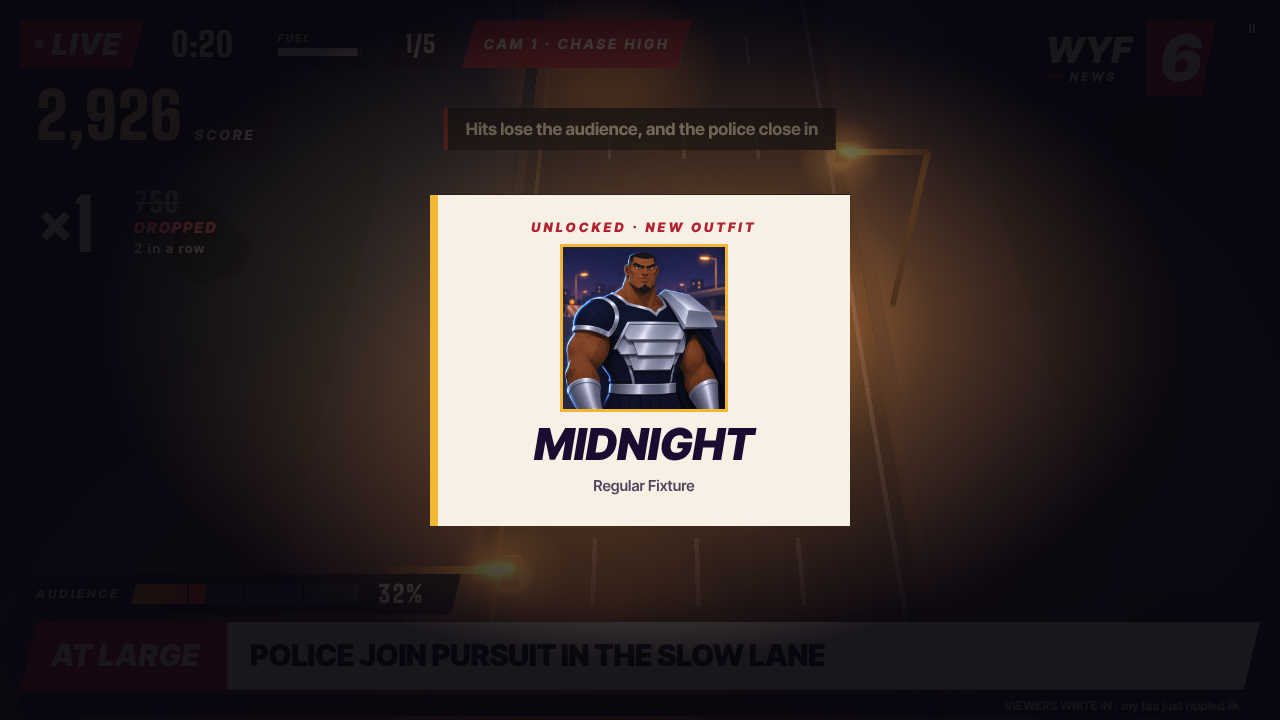 LIVE
0:20
FUEL
1/5
CAM 1 · CHASE HIGH
WYF
NEWS
6
2,926 SCORE
Hits lose the audience, and the police close in
×1
750
DROPPED
2 in a row
UNLOCKED · NEW OUTFIT
MIDNIGHT
Regular Fixture
AUDIENCE
32%
AT LARGE
POLICE JOIN PURSUIT IN THE SLOW LANE
VIEWERS WRITE IN · my tea just rippled